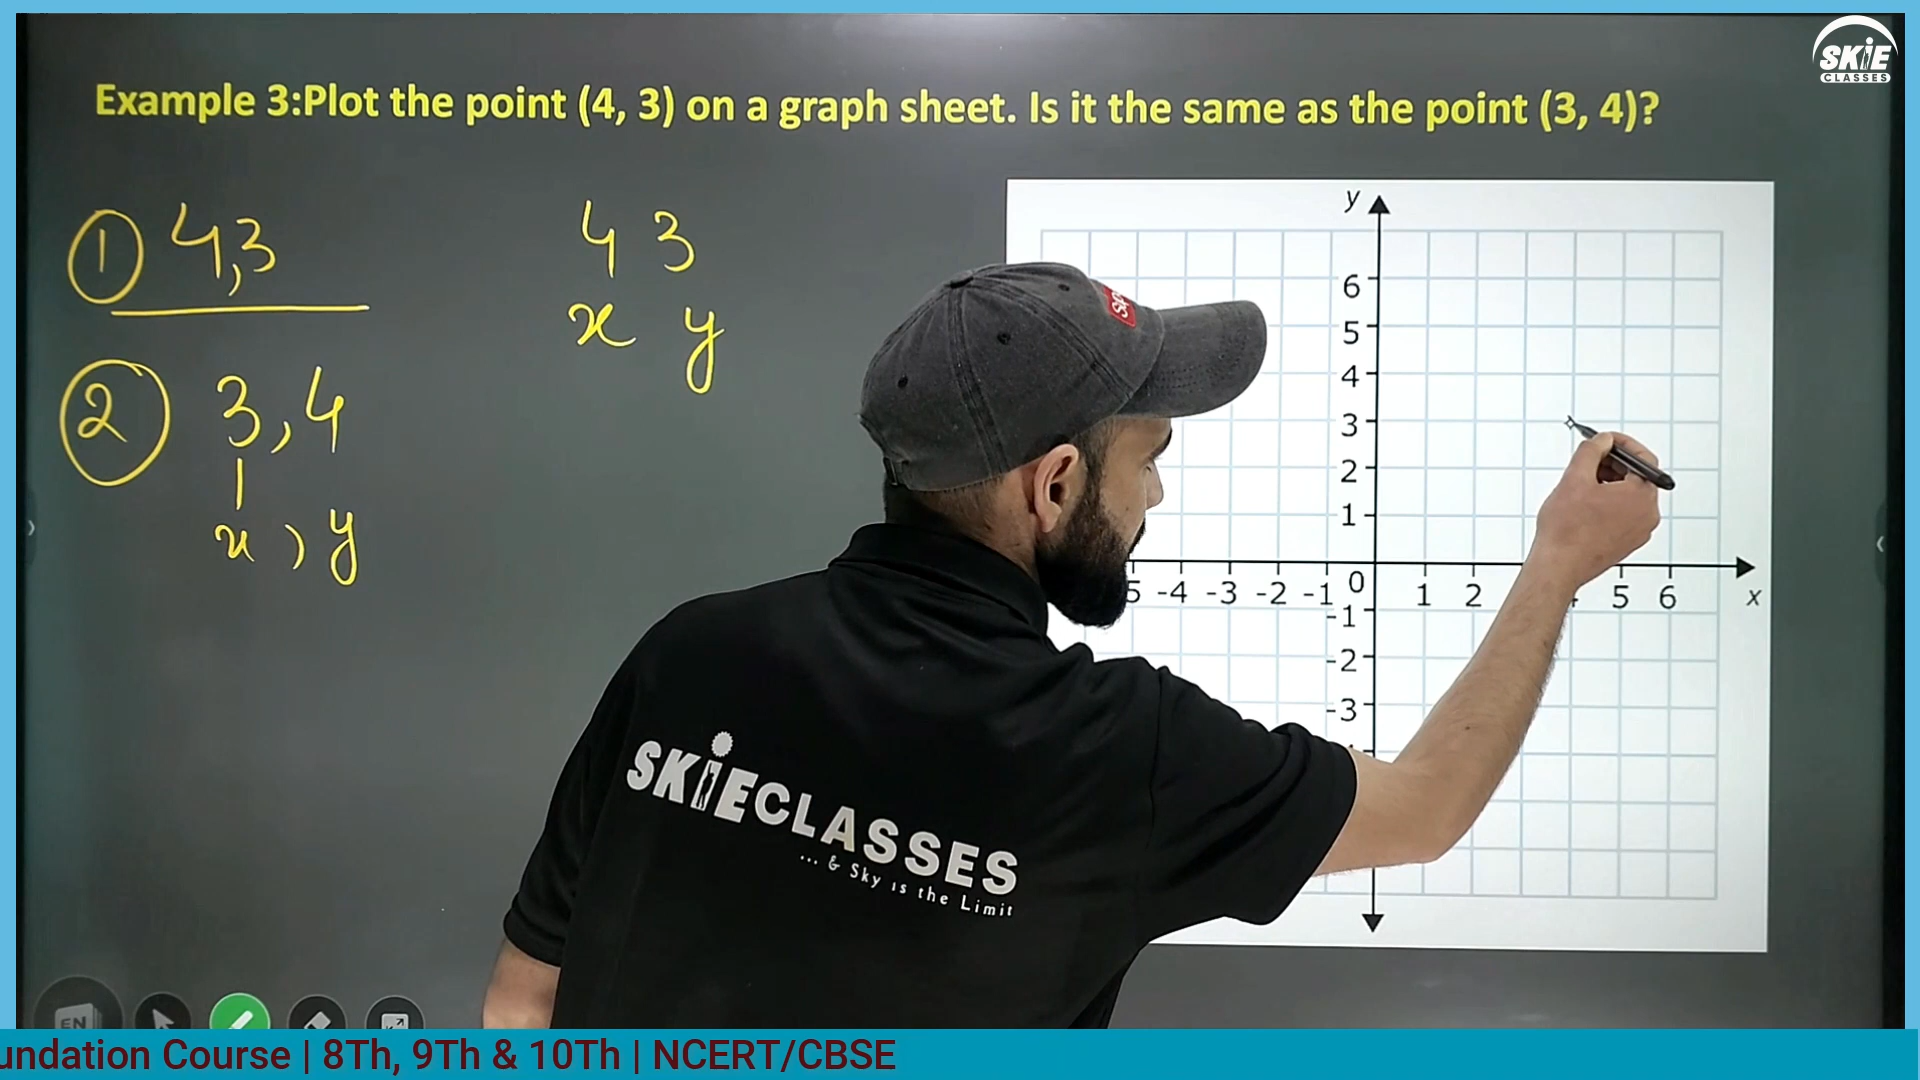 SKiE
CLASSES
Example 3:Plot the point (4, 3) on a graph sheet. Is it the same as the point (3, 4)?
1 4,3
4 3
x y
2 3,4
x, y
y
6
5
4
3
2
1
5 -4 -3 -2 -1 0 1 2 5 6 x
-1
-2
-3
SKiECLASSES
... & Sky is the Limit
EN
undation Course | 8Th, 9Th & 10Th | NCERT/CBSE